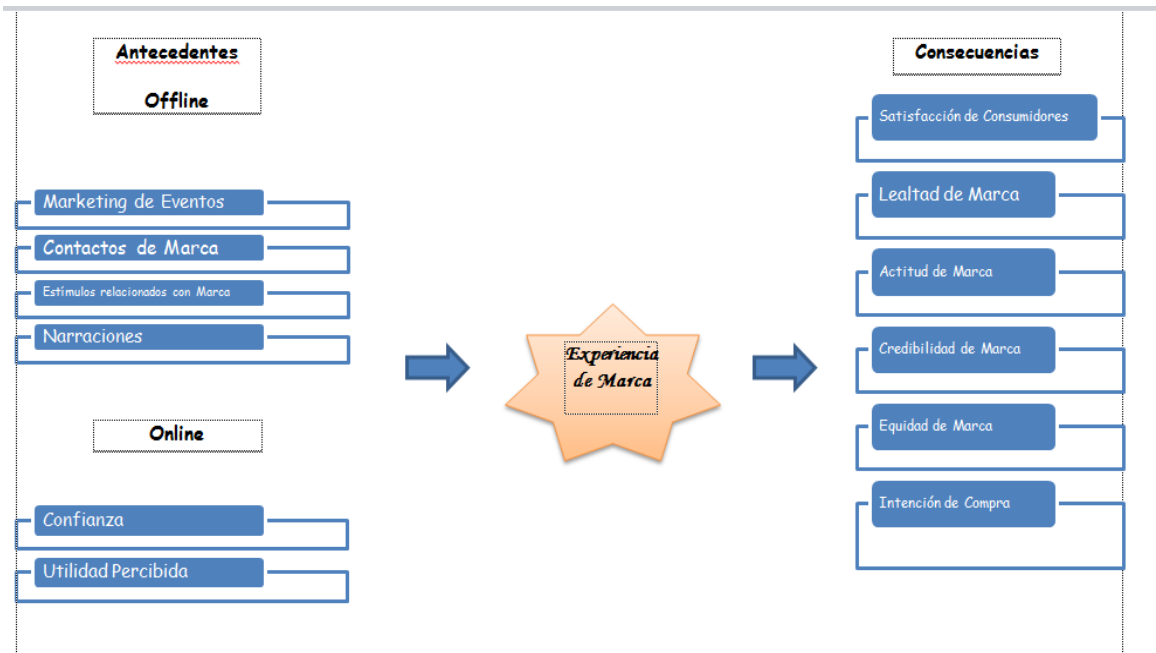 Antecedentes
Offline
Marketing de Eventos
Contactos de Marca
Estímulos relacionados con Marca
Narraciones
Online
Confianza
Utilidad Percibida
Experiencia
de Marca
Consecuencias
Satisfacción de Consumidores
Lealtad de Marca
Actitud de Marca
Credibilidad de Marca
Equidad de Marca
Intención de Compra